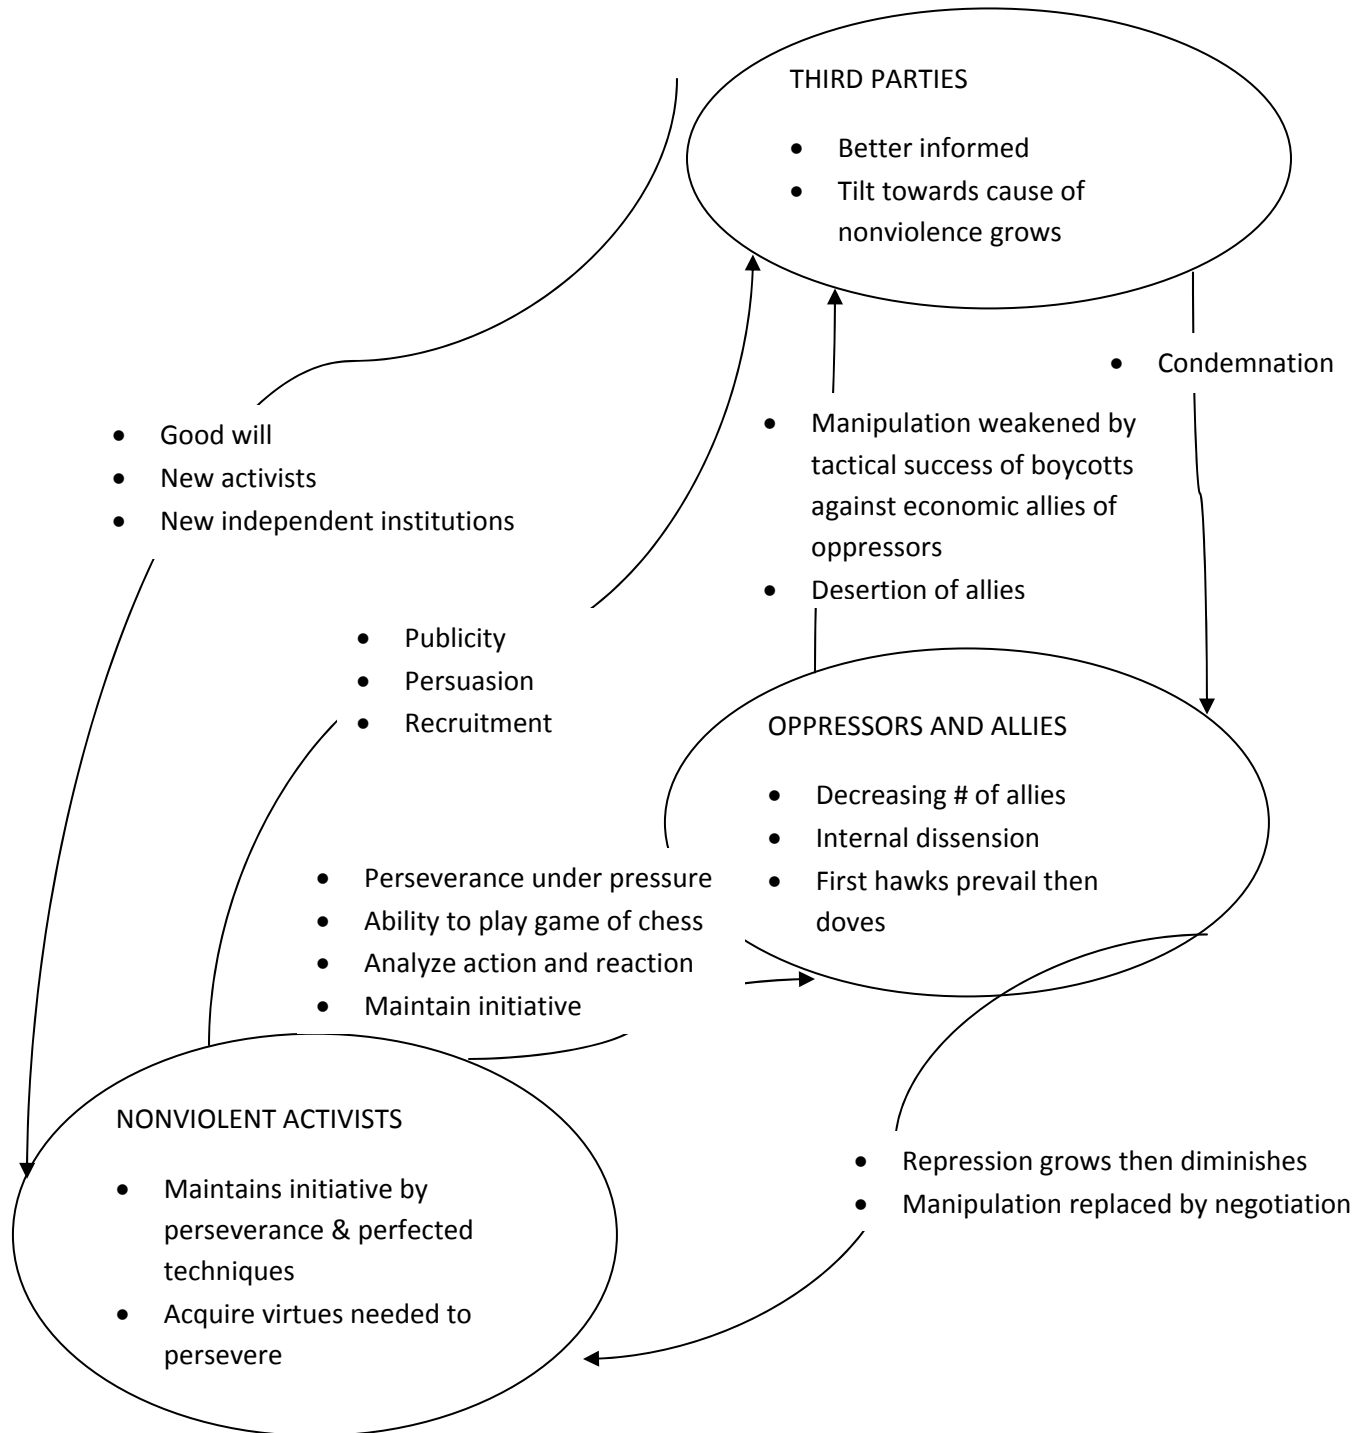 THIRD PARTIES
• Better informed
• Tilt towards cause of
nonviolence grows
• Condemnation
• Good will
• New activists
• New independent institutions
• Manipulation weakened by
tactical success of boycotts
against economic allies of
oppressors
• Desertion of allies
• Publicity
• Persuasion
• Recruitment
OPPRESSORS AND ALLIES
• Decreasing # of allies
• Internal dissension
• First hawks prevail then
doves
• Perseverance under pressure
• Ability to play game of chess
• Analyze action and reaction
• Maintain initiative
NONVIOLENT ACTIVISTS
• Maintains initiative by
perseverance & perfected
techniques
• Acquire virtues needed to
persevere
• Repression grows then diminishes
• Manipulation replaced by negotiation